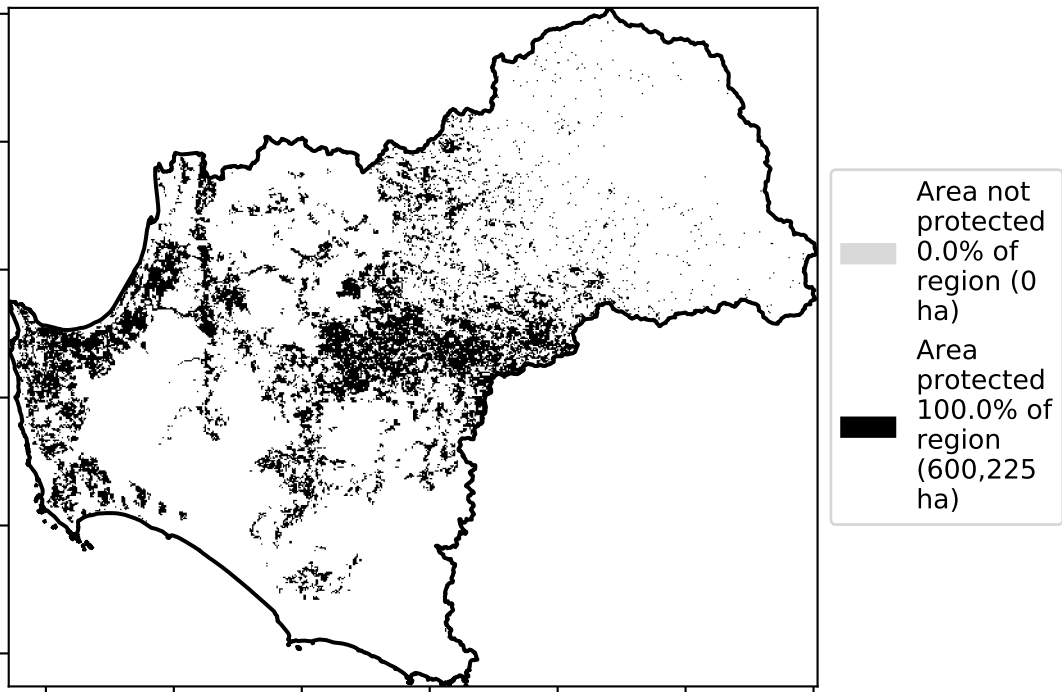 Area not
protected
0.0% of
region (0
ha)
Area
protected
100.0% of
region
(600,225
ha)